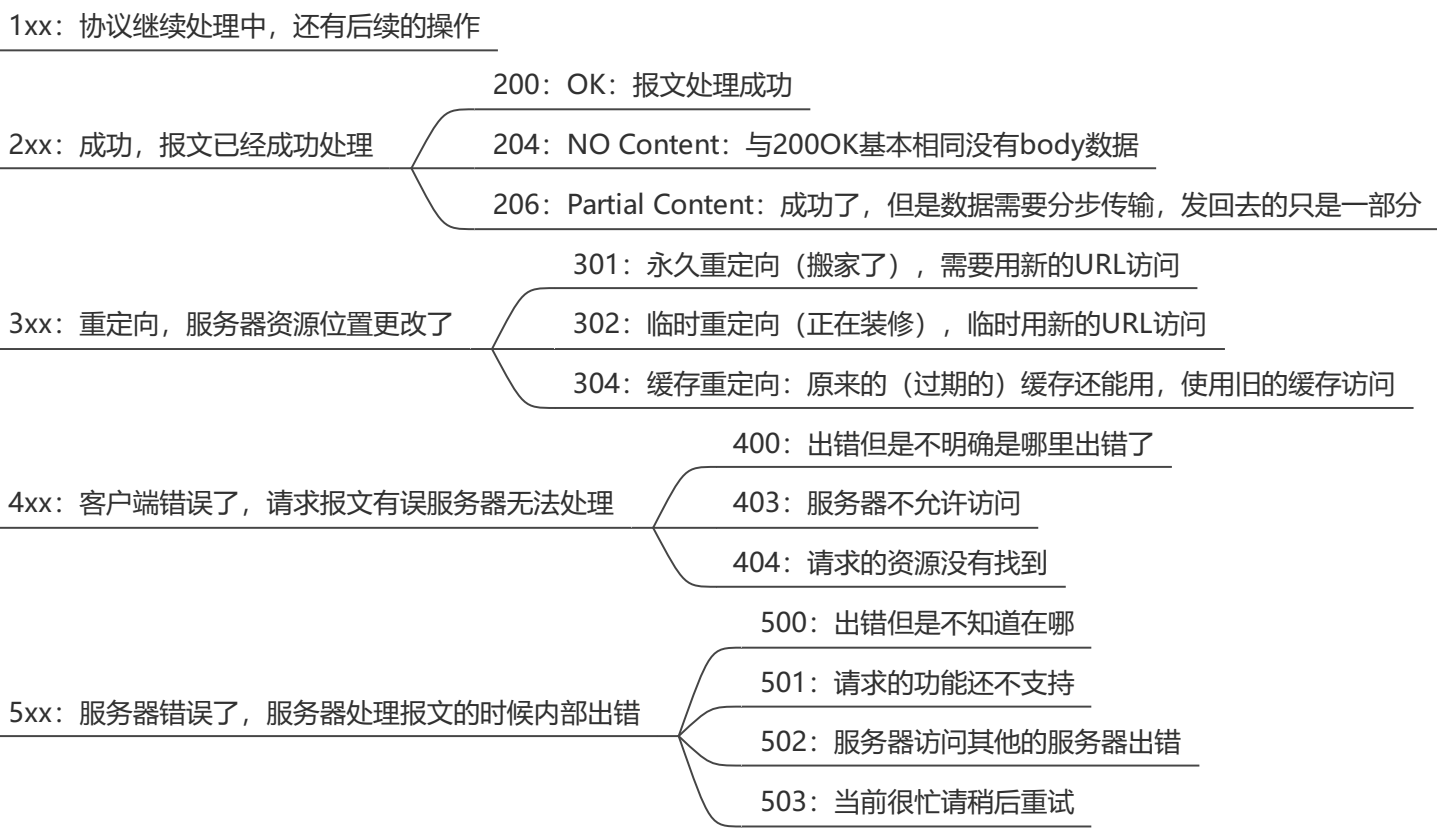 1xx：协议继续处理中，还有后续的操作
2xx：成功，报文已经成功处理
200：OK：报文处理成功
204：NO Content：与200OK基本相同没有body数据
206：Partial Content：成功了，但是数据需要分步传输，发回去的只是一部分
3xx：重定向，服务器资源位置更改了
301：永久重定向（搬家了），需要用新的URL访问
302：临时重定向（正在装修），临时用新的URL访问
304：缓存重定向：原来的（过期的）缓存还能用，使用旧的缓存访问
4xx：客户端错误了，请求报文有误服务器无法处理
400：出错但是不明确是哪里出错了
403：服务器不允许访问
404：请求的资源没有找到
5xx：服务器错误了，服务器处理报文的时候内部出错
500：出错但是不知道在哪
501：请求的功能还不支持
502：服务器访问其他的服务器出错
503：当前很忙请稍后重试